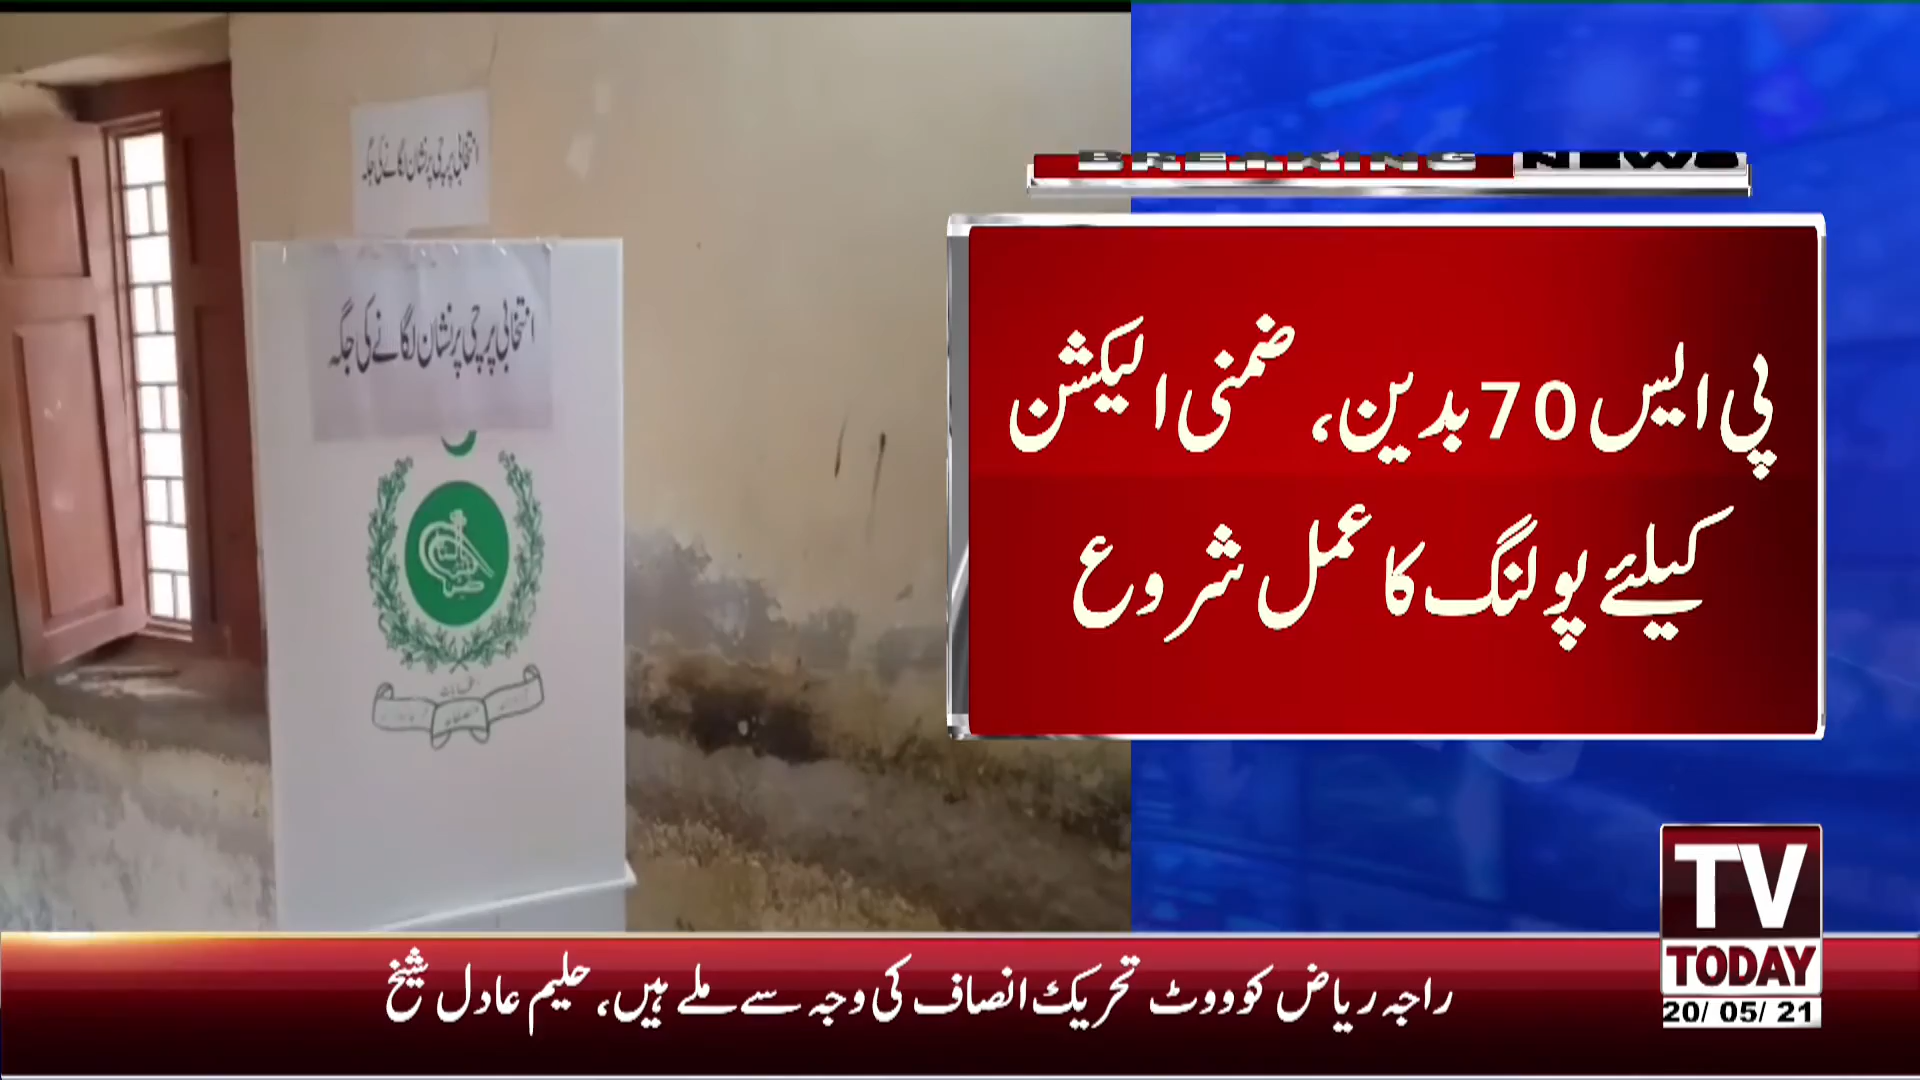 انتخابی پرچی پر نشان لگانے کی جگہ
انتخابی پرچی پر نشان لگانے کی جگہ
BREAKING NEWS
پی ایس 70 بدین، ضمنی الیکشن
کیلئے پولنگ کا عمل شروع
راجہ ریاض کو ووٹ تحریک انصاف کی وجہ سے ملے ہیں، حلیم عادل شیخ
TV
TODAY
20/ 05/ 21